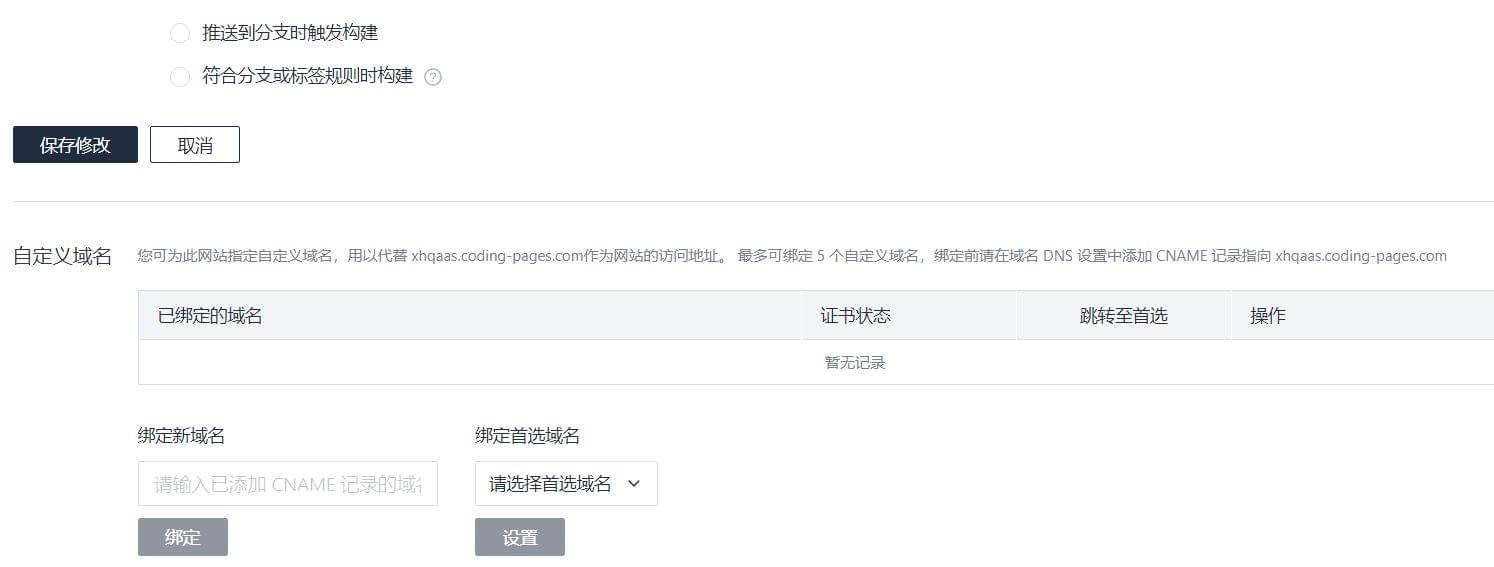 推送到分支时触发构建
符合分支或标签规则时构建 ?
保存修改 取消
自定义域名 您可为此网站指定自定义域名，用以代替 xhqaas.coding-pages.com作为网站的访问地址。 最多可绑定 5 个自定义域名，绑定前请在域名 DNS 设置中添加 CNAME 记录指向 xhqaas.coding-pages.com
已绑定的域名 证书状态 跳转至首选 操作
暂无记录
绑定新域名 绑定首选域名
请输入已添加 CNAME 记录的域 请选择首选域名
绑定 设置